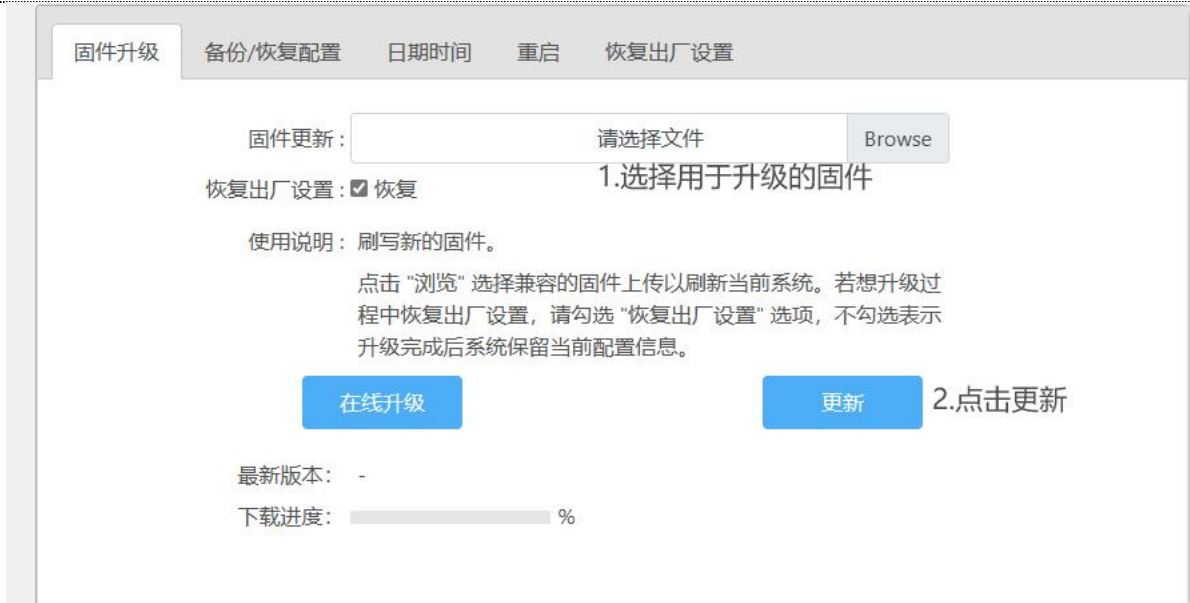 固件升级 备份/恢复配置 日期时间 重启 恢复出厂设置
固件更新 : 请选择文件 Browse
1.选择用于升级的固件
恢复出厂设置 : 恢复
使用说明 : 刷写新的固件。
点击 "浏览" 选择兼容的固件上传以刷新当前系统。若想升级过
程中恢复出厂设置，请勾选 "恢复出厂设置" 选项，不勾选表示
升级完成后系统保留当前配置信息。
在线升级 更新 2.点击更新
最新版本： -
下载进度： %